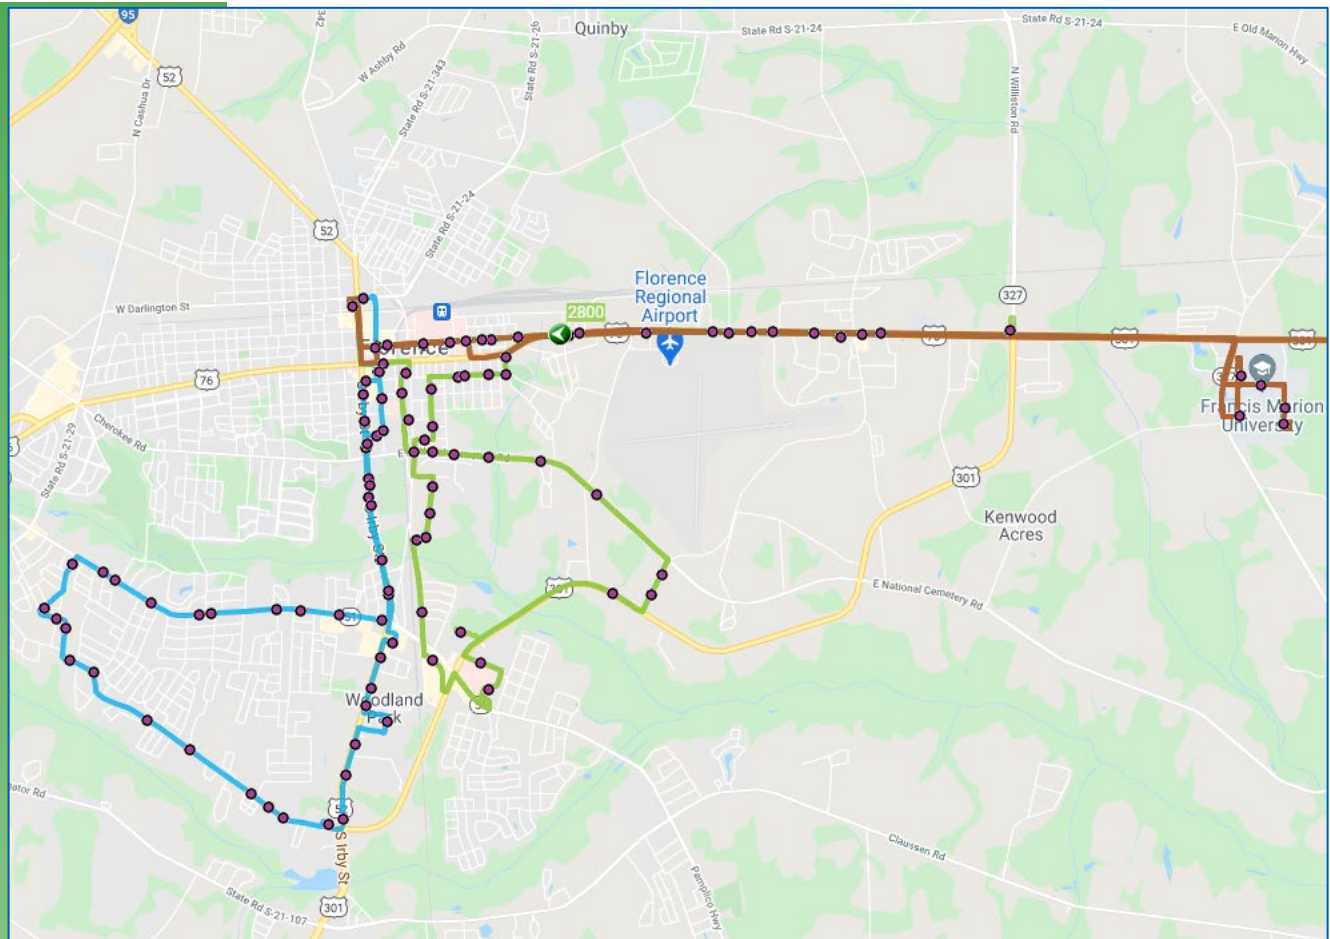 95
342
Quinby
State Rd S-21-24
State Rd S-21-24
E Old Marion Hwy
W Ashby Rd
State Rd S-21-26
52
N Cashua Dr
State Rd S-21-343
N Williston Rd
State Rd S-21-24
52
Florence
Regional
Airport
327
W Darlington St
2800
76
301
301
Florence
76
Francis Marion
University
Cherokee Rd
State Rd S-21-29
301
Kenwood
Acres
E National Cemetery Rd
301
51
Woodland
Park
52
S Irby St
Claussen Rd
Pamplico Hwy
State Rd S-21-107
301